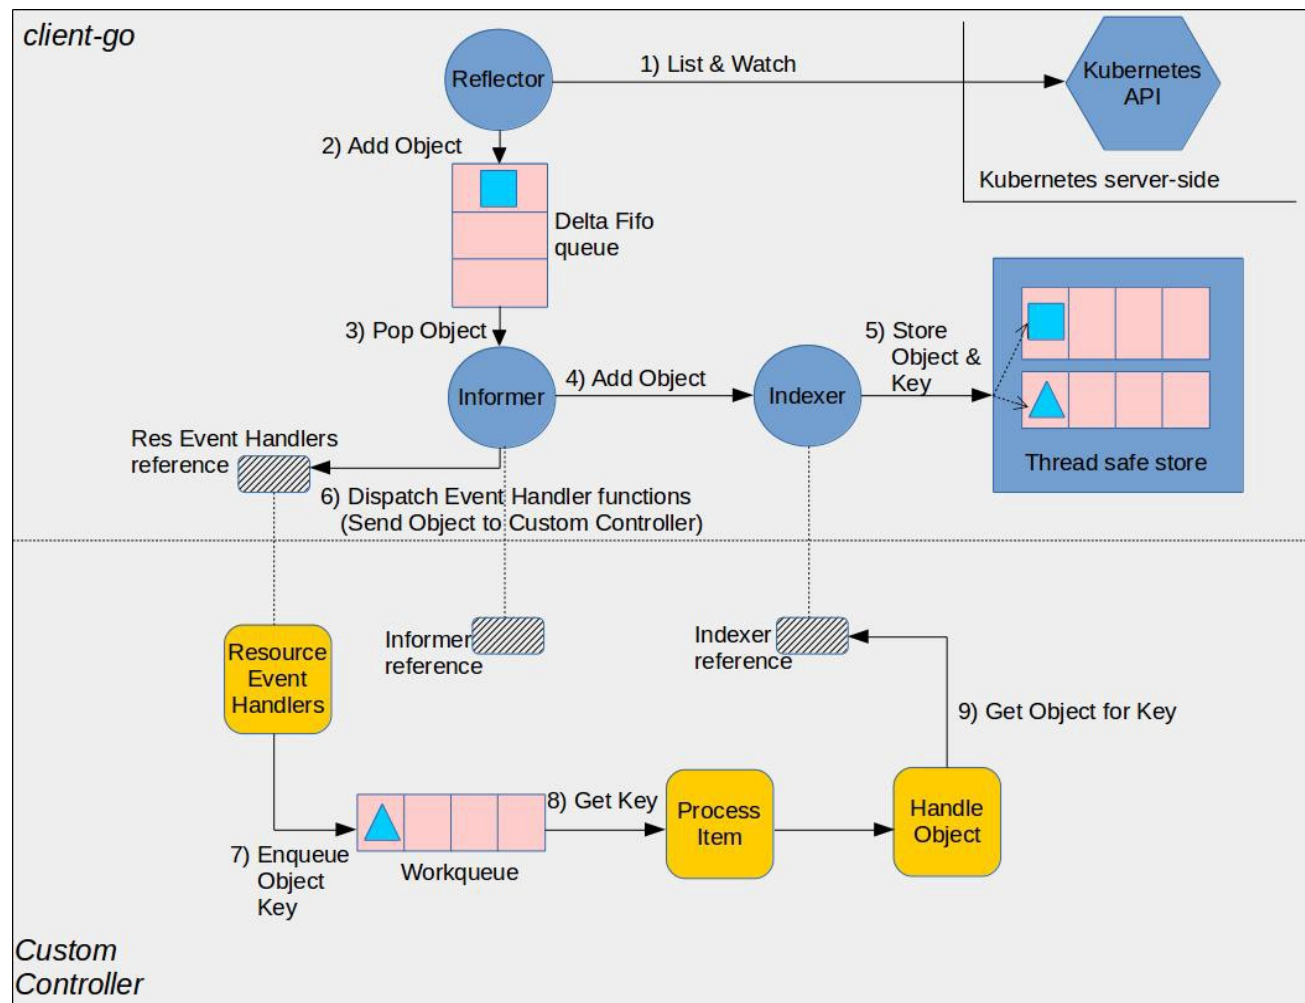 client-go
Reflector
1) List & Watch
Kubernetes
API
2) Add Object
Kubernetes server-side
Delta Fifo
queue
3) Pop Object
5) Store
Object &
Key
Informer
4) Add Object
Indexer
Res Event Handlers
reference
Thread safe store
6) Dispatch Event Handler functions
(Send Object to Custom Controller)
Resource
Event
Handlers
Informer
reference
Indexer
reference
9) Get Object for Key
8) Get Key
Process
Item
Handle
Object
7) Enqueue
Object
Key
Workqueue
Custom
Controller